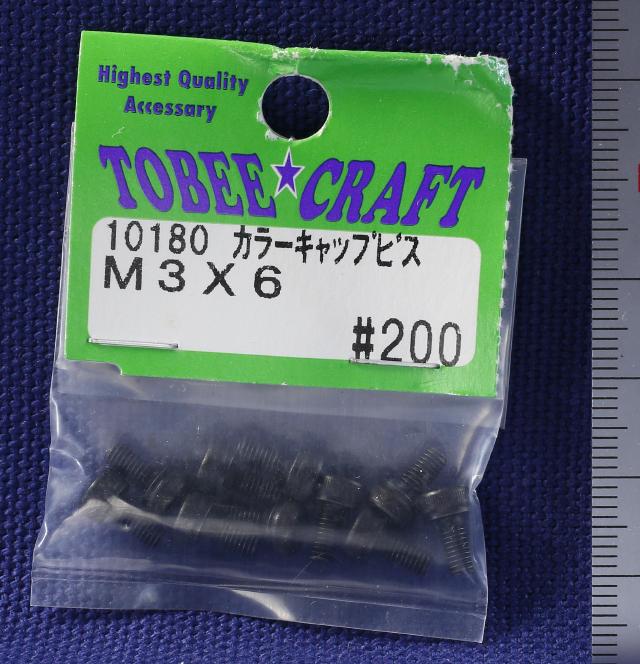 Highest Quality
Accessary
TOBEE★CRAFT
10180 カラーキャップビス
M3X6
#200